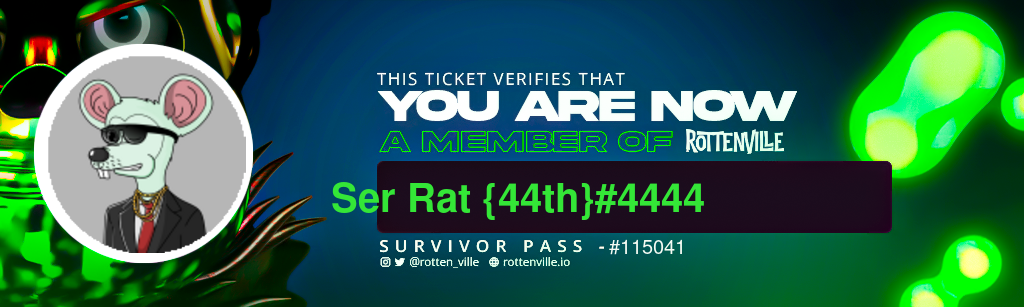 THIS TICKET VERIFIES THAT
YOU ARE NOW
A MEMBER OF ROTTENVILLE
Ser Rat {44th}#4444
SURVIVOR PASS - #115041
@rotten_ville rottenville.io